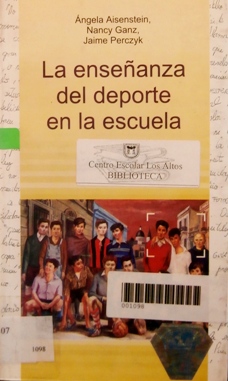 Ángela Aisenstein,
Nancy Ganz,
Jaime Perczyk
La enseñanza
del deporte
en la escuela
Centro Escolar Los Altos
BIBLIOTECA
001098
07
1098